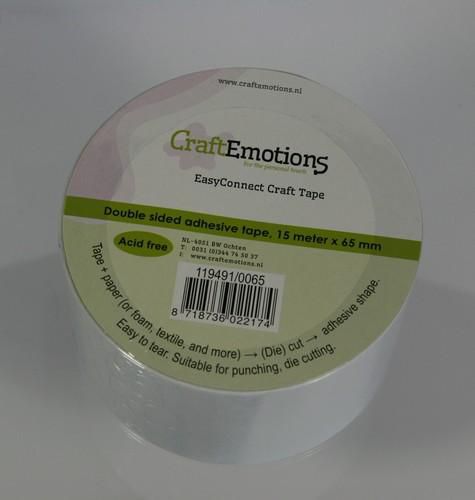 www.craftemotions.nl
CraftEmotions
For the personal touch
EasyConnect Craft Tape
Double sided adhesive tape, 15 meter x 65 mm
Acid free
NL-4051 BW Ochten
T: 0031 (0)344 74 50 37
I: www.craftemotions.nl
119491/0065
8 718736 022174
Tape + paper (or foam, textile, and more) → (Die) cut → adhesive shape.
Easy to tear. Suitable for punching, die cutting.